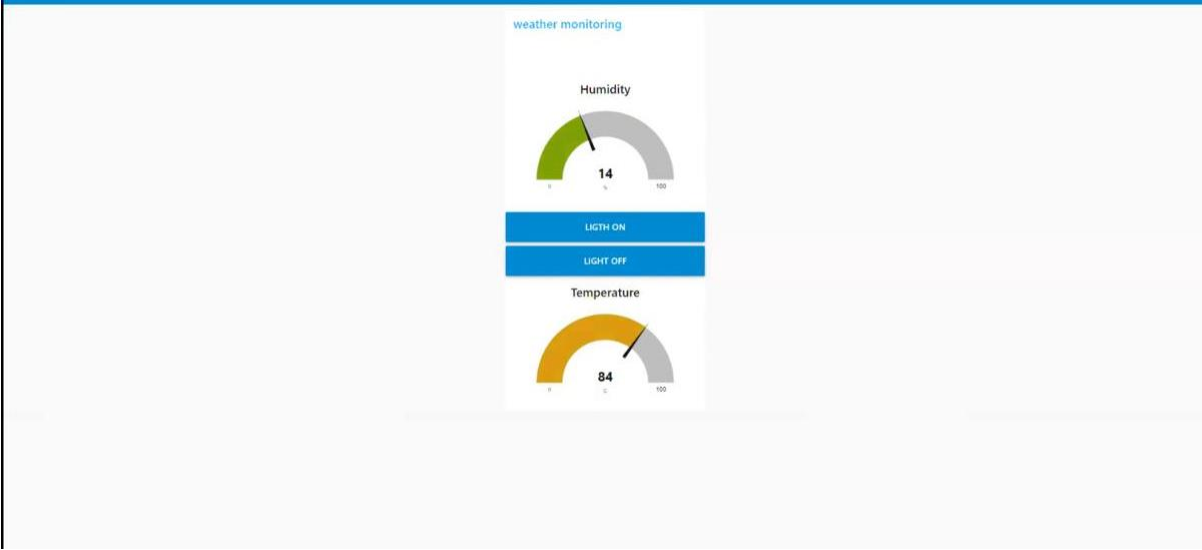 weather monitoring
Humidity
14
0 % 100
LIGTH ON
LIGHT OFF
Temperature
84
0 C 100